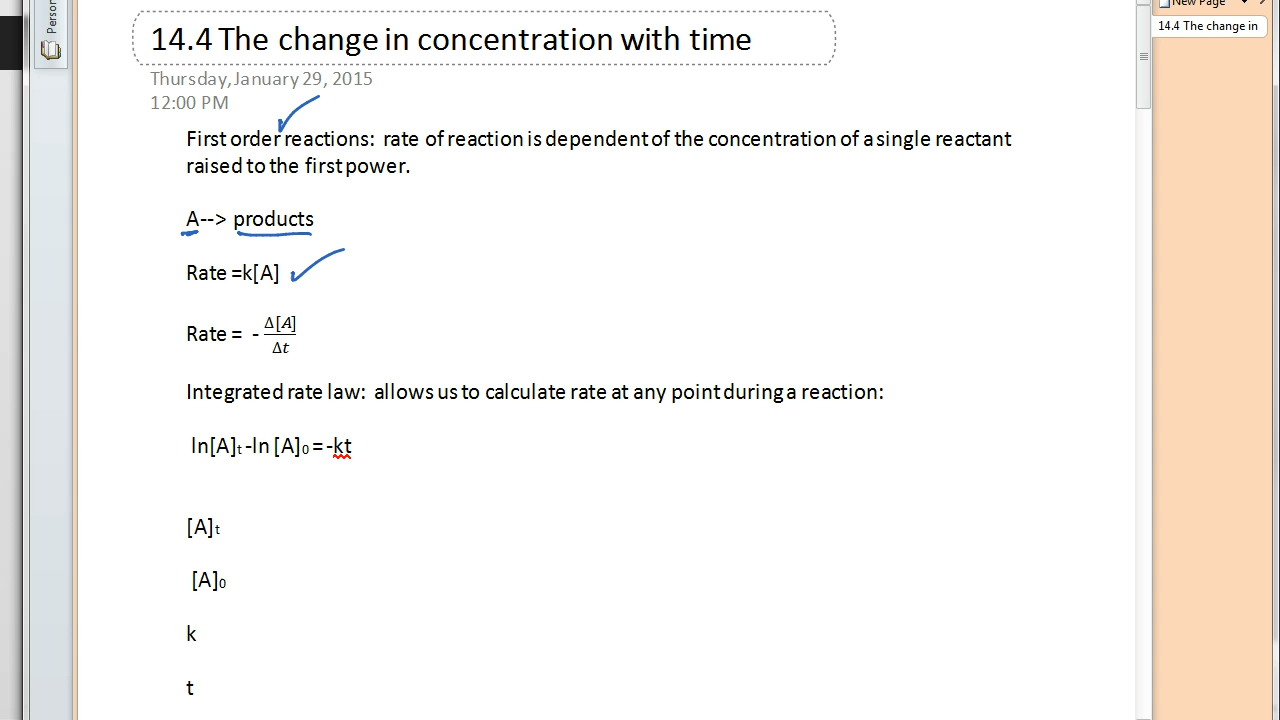 New Page
Person
14.4 The change in
14.4 The change in concentration with time
Thursday, January 29, 2015
12:00 PM
First order reactions: rate of reaction is dependent of the concentration of a single reactant
raised to the first power.
A--> products
Rate =k[A]
Rate = - Δ[A]/Δt
Integrated rate law: allows us to calculate rate at any point during a reaction:
ln[A]t -ln [A]0 = -kt
[A]t
[A]0
k
t